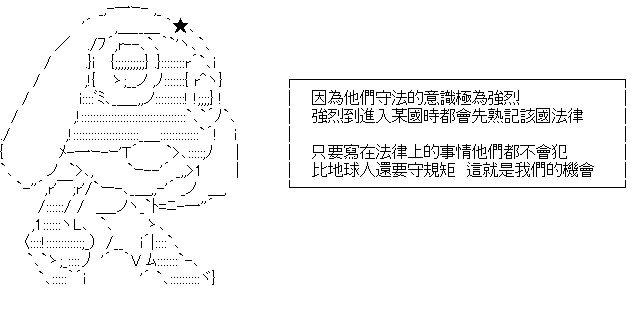 因為他們守法的意識極為強烈
強烈到進入某國時都會先熟記該國法律
只要寫在法律上的事情他們都不會犯
比地球人還要守規矩 這就是我們的機會